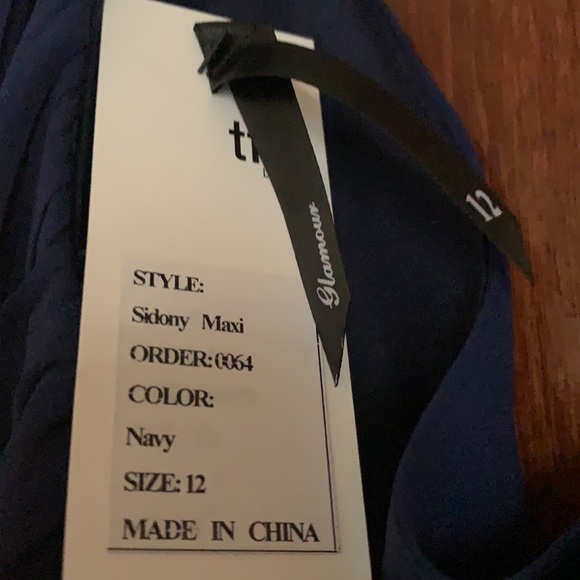 Glamour
12
STYLE:
Sidony Maxi
ORDER: 0064
COLOR:
Navy
SIZE: 12
MADE IN CHINA